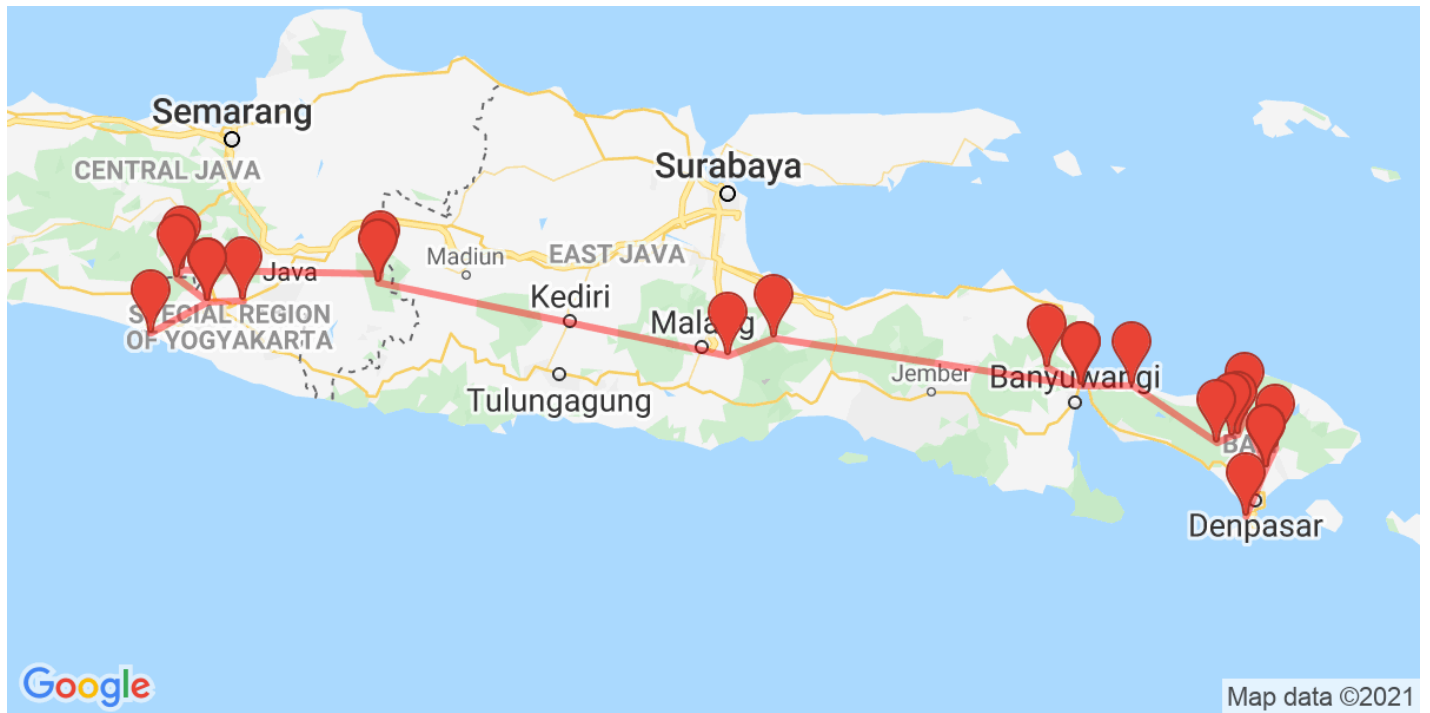 Semarang
CENTRAL JAVA
Surabaya
EAST JAVA
Madiun
Java
Kediri
SPECIAL REGION
OF YOGYAKARTA
Malang
Jember
Banyuwangi
Tulungagung
Denpasar
Google
Map data ©2021